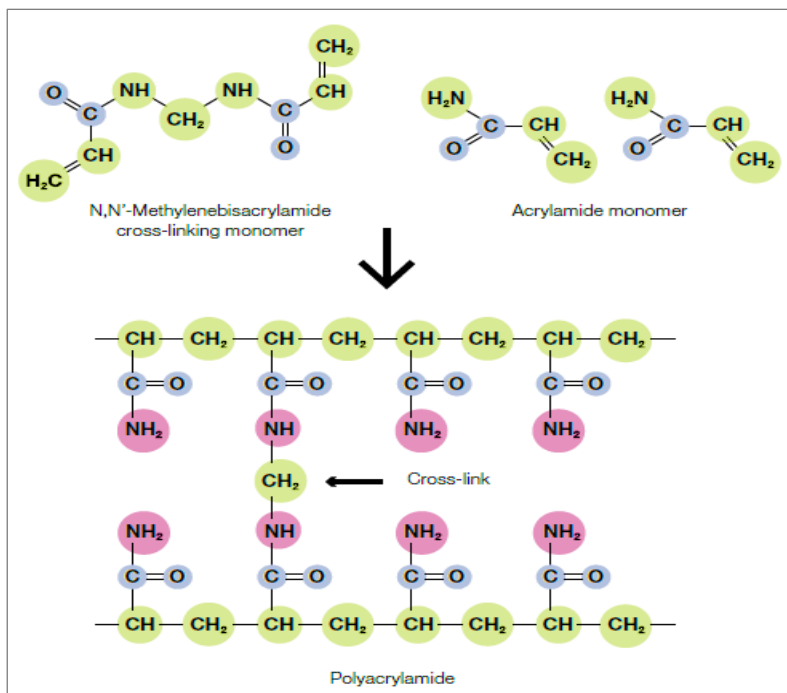 CH₂
O NH NH CH
C CH₂ C
CH O
H₂C
H₂N H₂N
C CH C CH
O CH₂ O CH₂
N,N'-Methylenebisacrylamide
cross-linking monomer
Acrylamide monomer
CH CH₂ CH CH₂ CH CH₂ CH CH₂
C O C O C O C O
NH₂ NH NH₂ NH₂
CH₂ Cross-link
NH₂ NH NH₂ NH₂
C O C O C O C O
CH CH₂ CH CH₂ CH CH₂ CH CH₂
Polyacrylamide